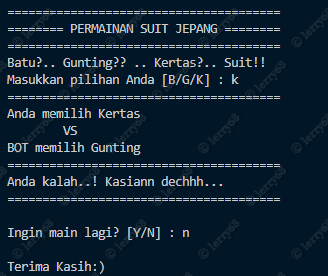 =======================================
======== PERMAINAN SUIT JEPANG ========
=======================================
Batu?.. Gunting?? .. Kertas?.. Suit!!
Masukkan pilihan Anda [B/G/K] : k
=======================================
Anda memilih Kertas
VS
BOT memilih Gunting
=======================================
Anda kalah..! Kasiann dechhh...
=======================================
Ingin main lagi? [Y/N] : n
Terima Kasih:)
© lerry68